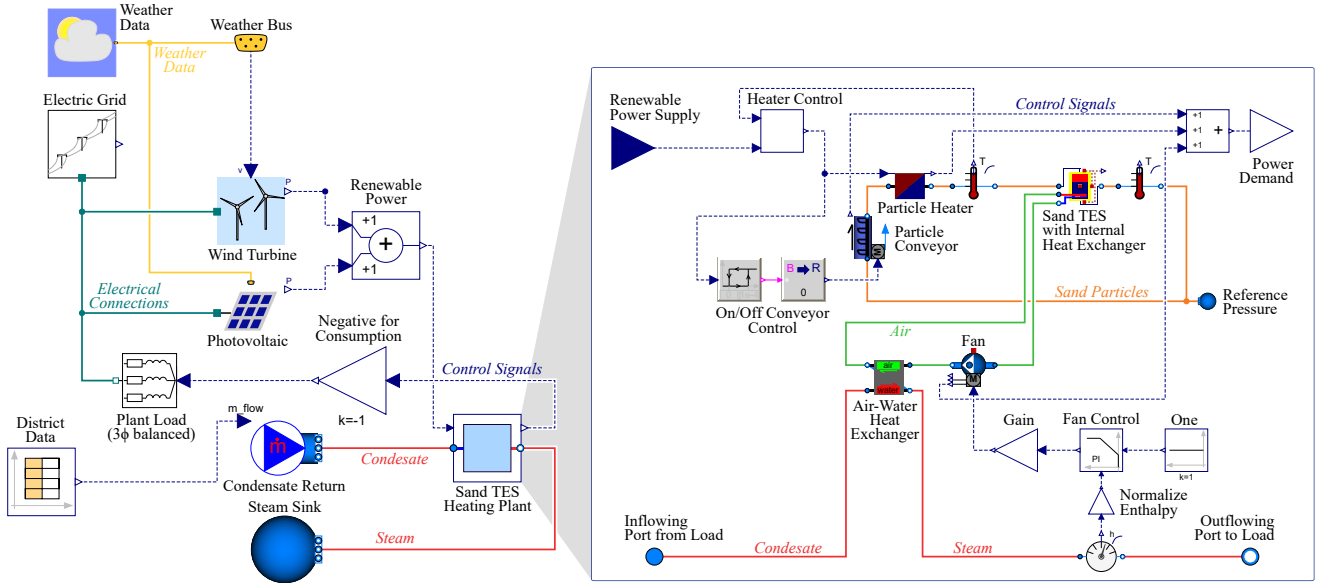 Weather
Data
Weather Bus
Weather
Data
Electric Grid
v
P
Renewable
Power
+1
+
+1
Wind Turbine
Electrical
Connections
P
Photovoltaic
Negative for
Consumption
k=-1
Control Signals
Plant Load
(3ϕ balanced)
District
Data
m_flow
ṁ
Condensate Return
Condesate
Sand TES
Heating Plant
Steam Sink
Steam
Renewable
Power Supply
Heater Control
Control Signals
+1
+1
+1
+
Power
Demand
T
T
Particle Heater
Sand TES
with Internal
Heat Exchanger
Particle
Conveyor
M
B
R
0
On/Off Conveyor
Control
Sand Particles
Reference
Pressure
Air
Fan
M
air
water
Air-Water
Heat
Exchanger
Gain
Fan Control
PI
One
k=1
Normalize
Enthalpy
h
Inflowing
Port from Load
Condesate
Steam
Outflowing
Port to Load